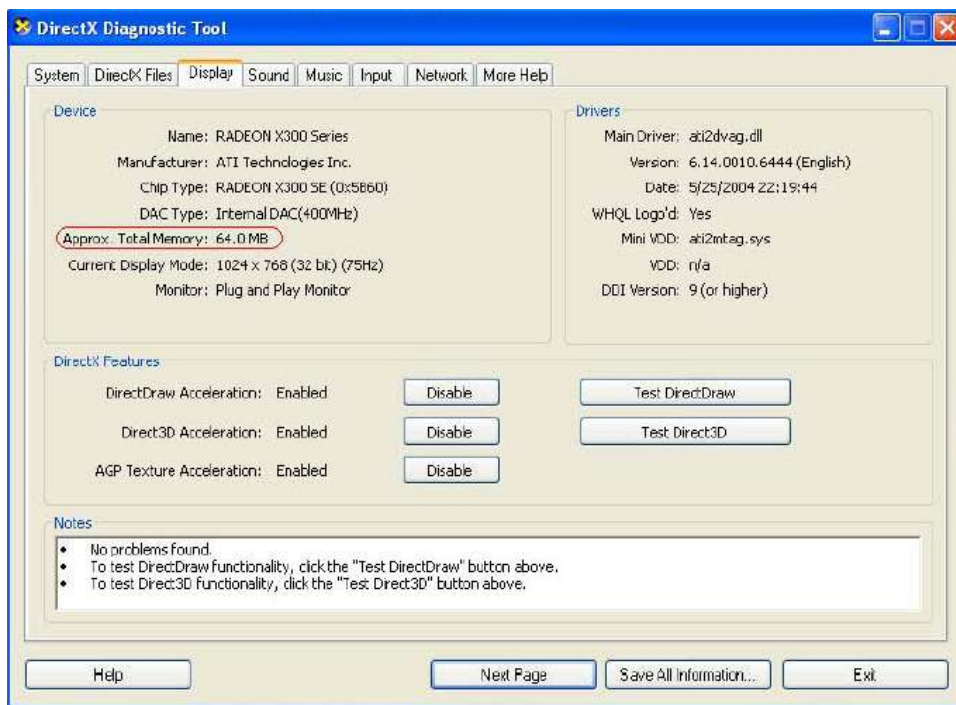 DirectX Diagnostic Tool
System DirectX Files Display Sound Music Input Network More Help
Device
Name: RADEON X300 Series
Manufacturer: ATI Technologies Inc.
Chip Type: RADEON X300 SE (0x5B60)
DAC Type: Internal DAC(400MHz)
Approx. Total Memory: 64.0 MB
Current Display Mode: 1024 x 768 (32 bit) (75Hz)
Monitor: Plug and Play Monitor
Drivers
Main Driver: ati2dvag.dll
Version: 6.14.0010.6444 (English)
Date: 5/25/2004 22:19:44
WHQL Logo'd: Yes
Mini VDD: ati2mtag.sys
VDD: n/a
DDI Version: 9 (or higher)
DirectX Features
DirectDraw Acceleration: Enabled Disable Test DirectDraw
Direct3D Acceleration: Enabled Disable Test Direct3D
AGP Texture Acceleration: Enabled Disable
Notes
• No problems found.
• To test DirectDraw functionality, click the "Test DirectDraw" button above.
• To test Direct3D functionality, click the "Test Direct3D" button above.
Help Next Page Save All Information... Exit